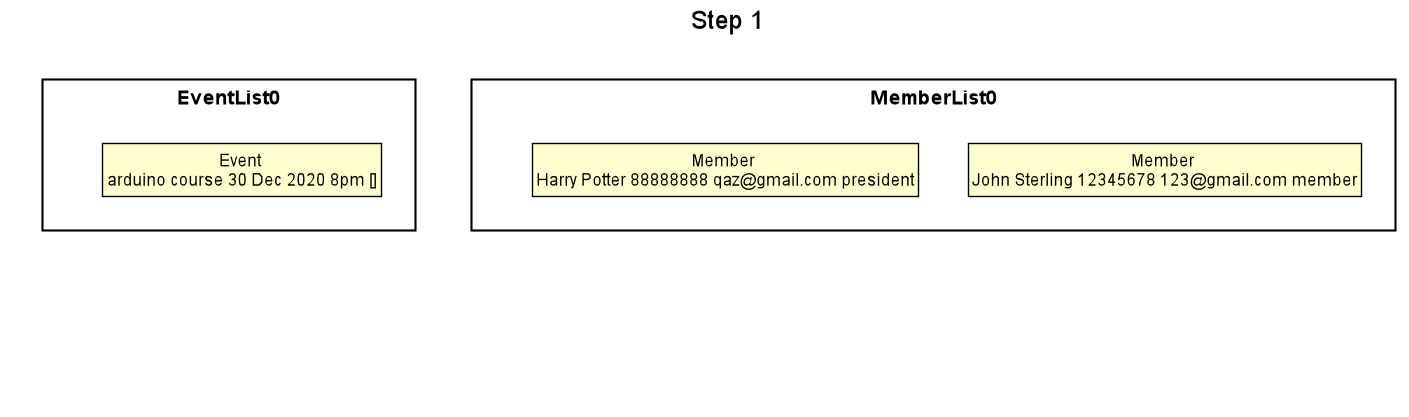 Step 1
EventList0
Event
arduino course 30 Dec 2020 8pm []
MemberList0
Member
Harry Potter 88888888 qaz@gmail.com president
Member
John Sterling 12345678 123@gmail.com member